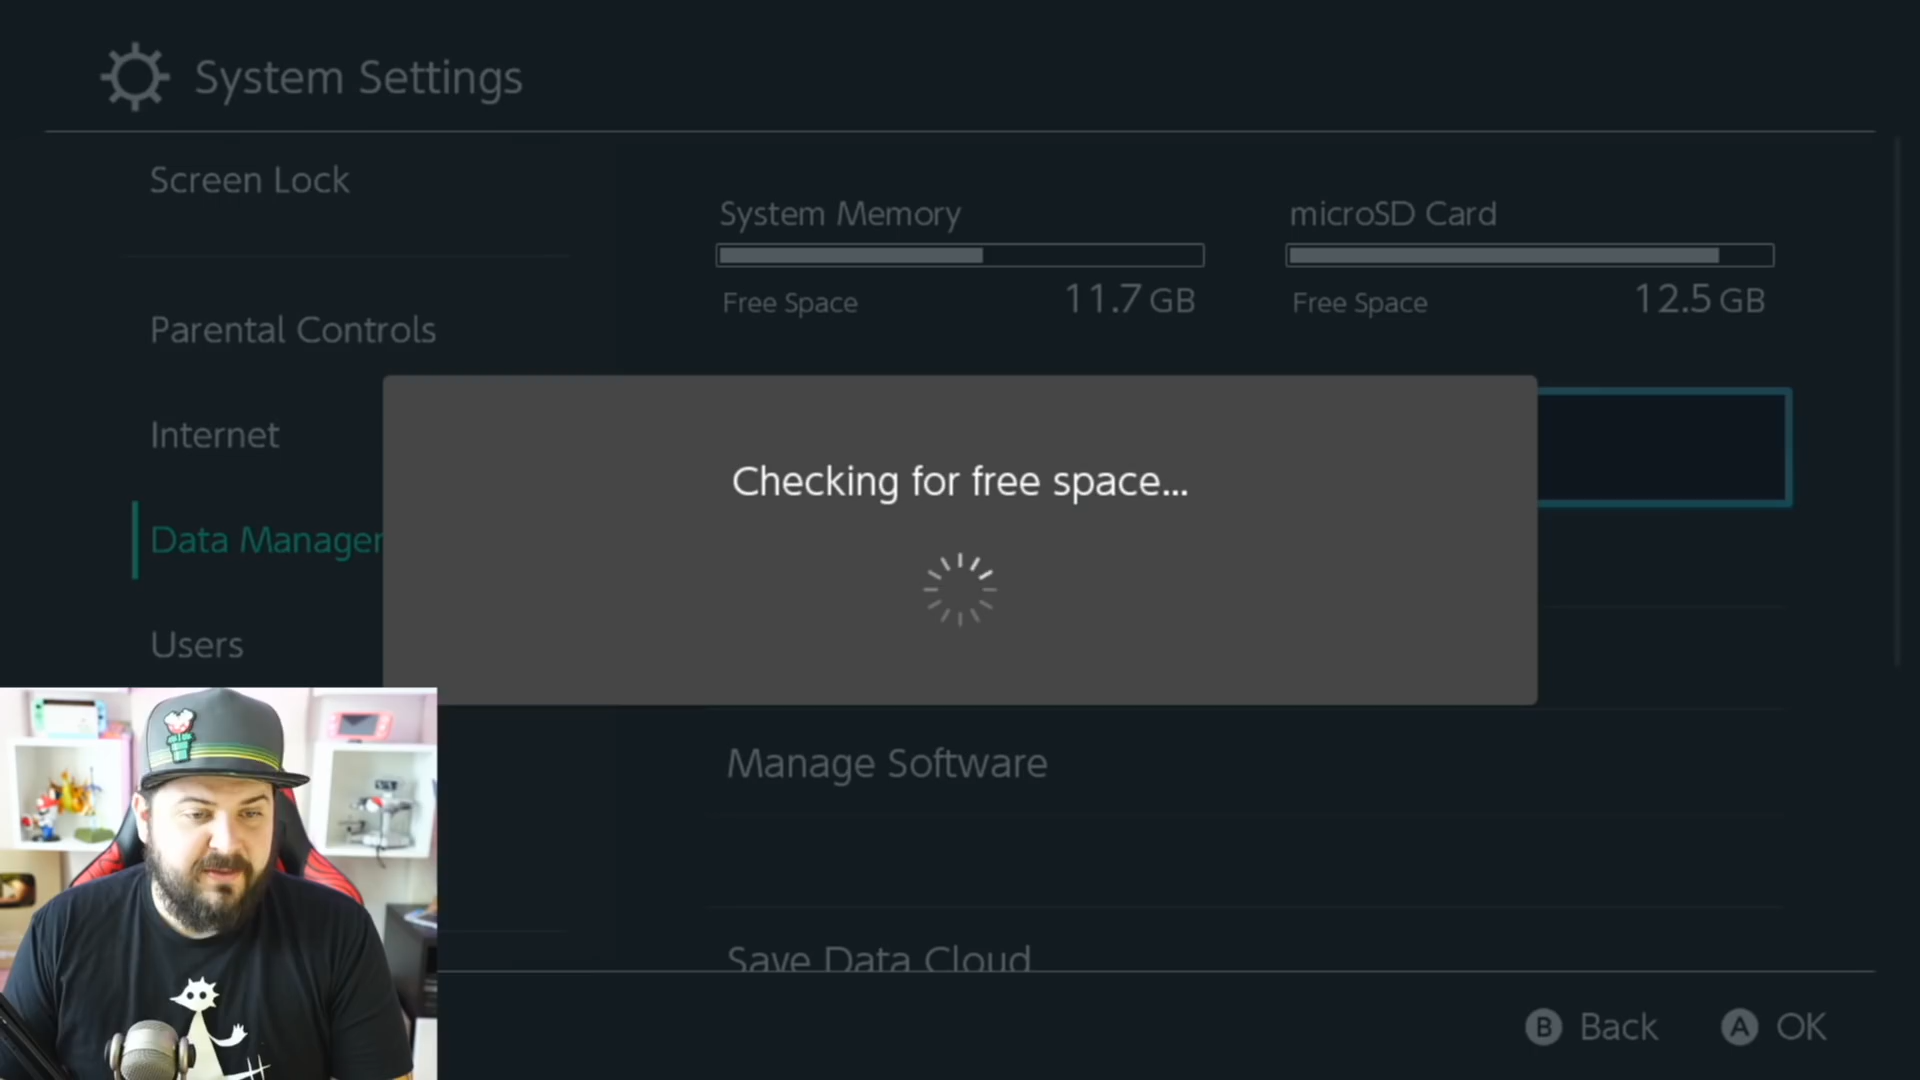 System Settings
Screen Lock
System Memory
microSD Card
Free Space 11.7 GB
Free Space 12.5 GB
Parental Controls
Internet
Checking for free space...
Data Manager
Users
Manage Software
Save Data Cloud
B Back
A OK